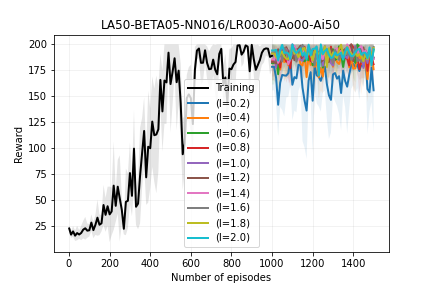 LA50-BETA05-NN016/LR0030-Ao00-Ai50
200
175
150
125
100
75
50
25
Reward
Training
(l=0.2)
(l=0.4)
(l=0.6)
(l=0.8)
(l=1.0)
(l=1.2)
(l=1.4)
(l=1.6)
(l=1.8)
(l=2.0)
0 200 400 600 800 1000 1200 1400
Number of episodes